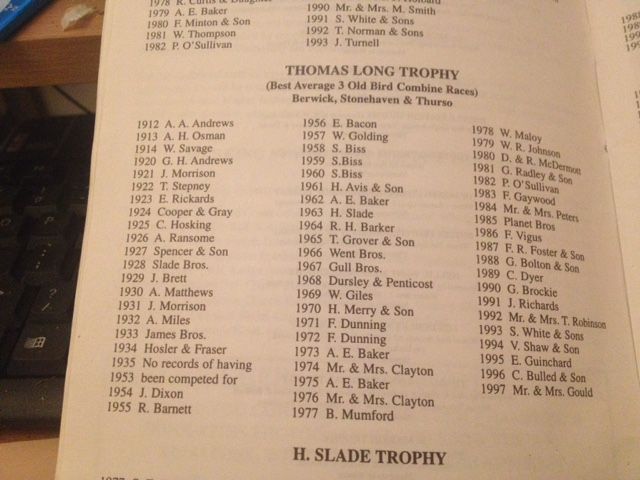 1978 R. Curtis & Daughter
1979 A. E. Baker
1980 F. Minton & Son
1981 W. Thompson
1982 P. O'Sullivan
1990 Mr. & Mrs. M. Smith
1991 S. White & Sons
1992 T. Norman & Sons
1993 J. Turnell
THOMAS LONG TROPHY
(Best Average 3 Old Bird Combine Races)
Berwick, Stonehaven & Thurso
1912 A. A. Andrews
1913 A. H. Osman
1914 W. Savage
1920 G. H. Andrews
1921 J. Morrison
1922 T. Stepney
1923 E. Rickards
1924 Cooper & Gray
1925 C. Hosking
1926 A. Ransome
1927 Spencer & Son
1928 Slade Bros.
1929 J. Brett
1930 A. Matthews
1931 J. Morrison
1932 A. Miles
1933 James Bros.
1934 Hosler & Fraser
1935 No records of having
1953 been competed for
1954 J. Dixon
1955 R. Barnett
1956 E. Bacon
1957 W. Golding
1958 S. Biss
1959 S.Biss
1960 S.Biss
1961 H. Avis & Son
1962 A. E. Baker
1963 H. Slade
1964 R. H. Barker
1965 T. Grover & Son
1966 Went Bros.
1967 Gull Bros.
1968 Dursley & Penticost
1969 W. Giles
1970 H. Merry & Son
1971 F. Dunning
1972 F. Dunning
1973 A. E. Baker
1974 Mr. & Mrs. Clayton
1975 A. E. Baker
1976 Mr. & Mrs. Clayton
1977 B. Mumford
1978 W. Maloy
1979 W. R. Johnson
1980 D. & R. McDermott
1981 G. Radley & Son
1982 P. O'Sullivan
1983 F. Gaywood
1984 Mr. & Mrs. Peters
1985 Planet Bros
1986 F. Vigus
1987 F. R. Foster & Son
1988 G. Bolton & Son
1989 C. Dyer
1990 G. Brockie
1991 J. Richards
1992 Mr. & Mrs. T. Robinson
1993 S. White & Sons
1994 V. Shaw & Son
1995 E. Guinchard
1996 C. Bulled & Son
1997 Mr. & Mrs. Gould
H. SLADE TROPHY